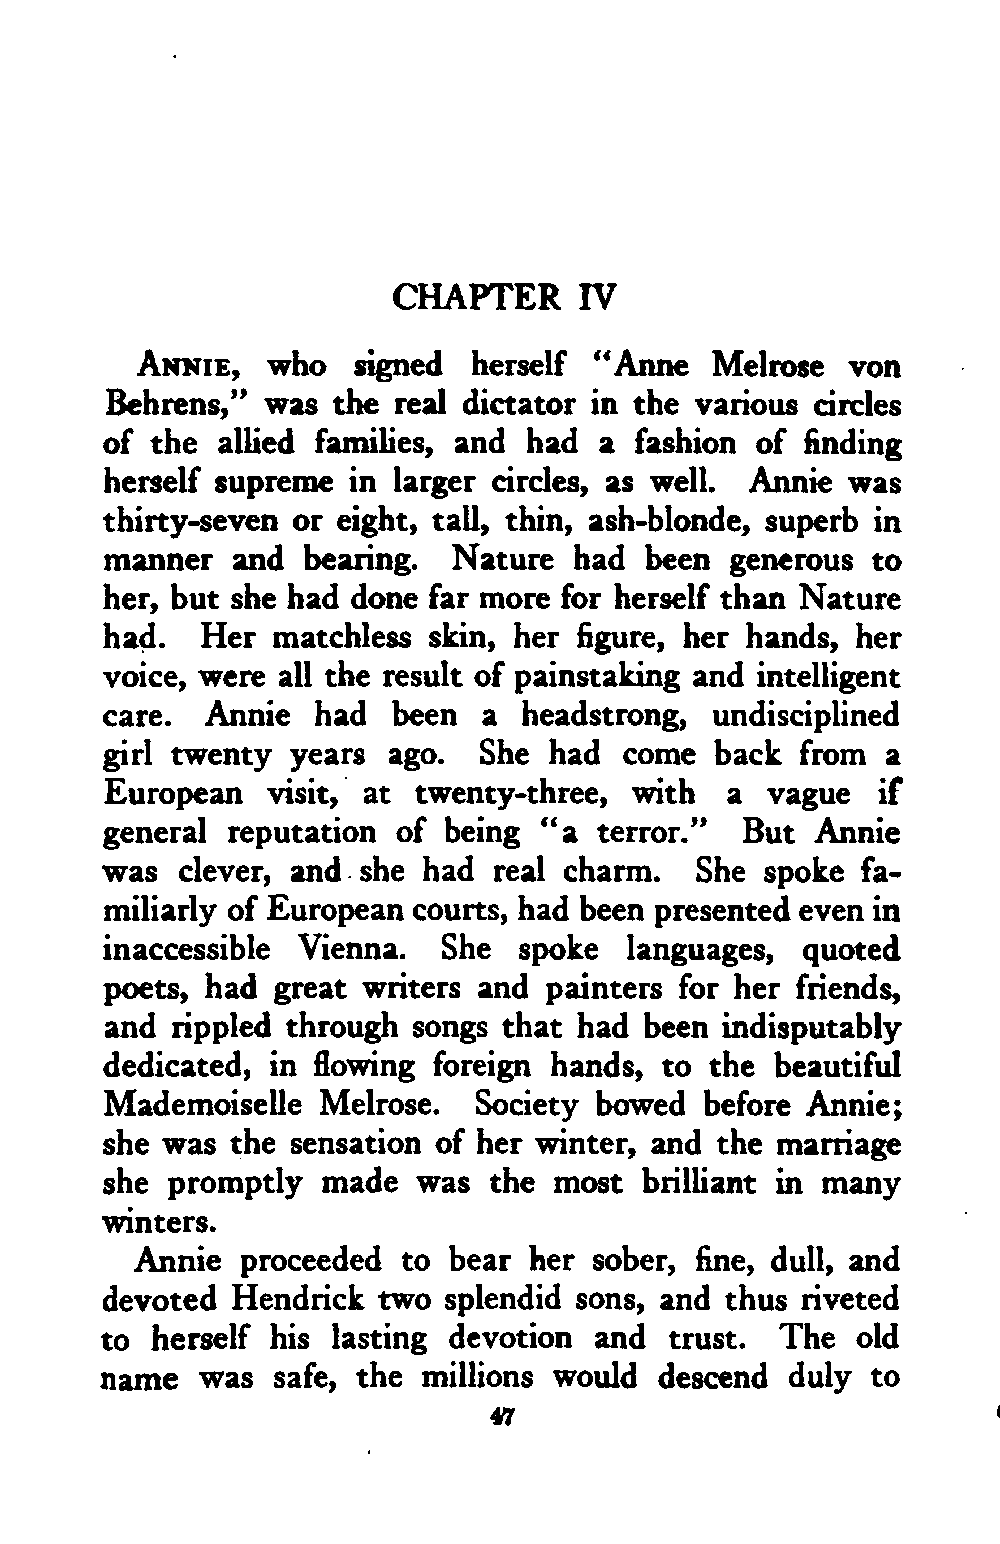 CHAPTER IV
ANNIE, who signed herself “Anne Melrose von
Behrens,” was the real dictator in the various circles
of the allied families, and had a fashion of finding
herself supreme in larger circles, as well. Annie was
thirty-seven or eight, tall, thin, ash-blonde, superb in
manner and bearing. Nature had been generous to
her, but she had done far more for herself than Nature
had. Her matchless skin, her figure, her hands, her
voice, were all the result of painstaking and intelligent
care. Annie had been a headstrong, undisciplined
girl twenty years ago. She had come back from a
European visit, at twenty-three, with a vague if
general reputation of being “a terror.” But Annie
was clever, and she had real charm. She spoke fa-
miliarly of European courts, had been presented even in
inaccessible Vienna. She spoke languages, quoted
poets, had great writers and painters for her friends,
and rippled through songs that had been indisputably
dedicated, in flowing foreign hands, to the beautiful
Mademoiselle Melrose. Society bowed before Annie;
she was the sensation of her winter, and the marriage
she promptly made was the most brilliant in many
winters.
Annie proceeded to bear her sober, fine, dull, and
devoted Hendrick two splendid sons, and thus riveted
to herself his lasting devotion and trust. The old
name was safe, the millions would descend duly to
47